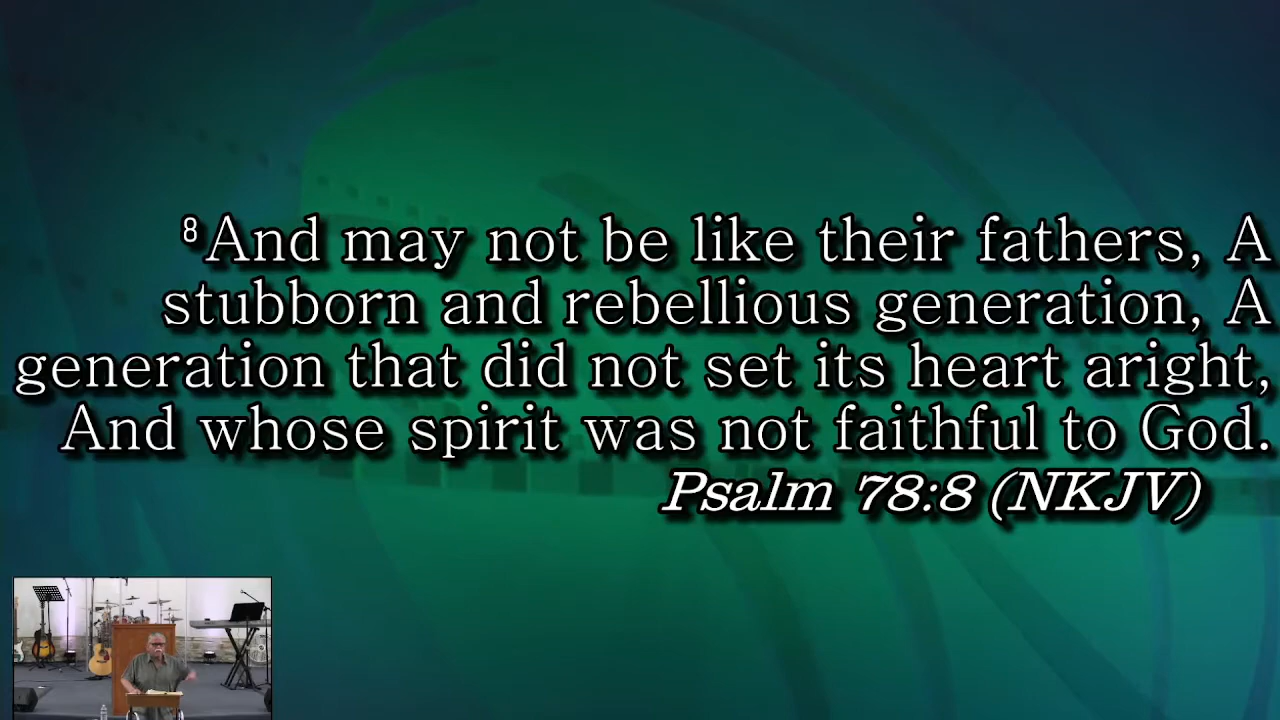 ⁸And may not be like their fathers, A
stubborn and rebellious generation, A
generation that did not set its heart aright,
And whose spirit was not faithful to God.
Psalm 78:8 (NKJV)